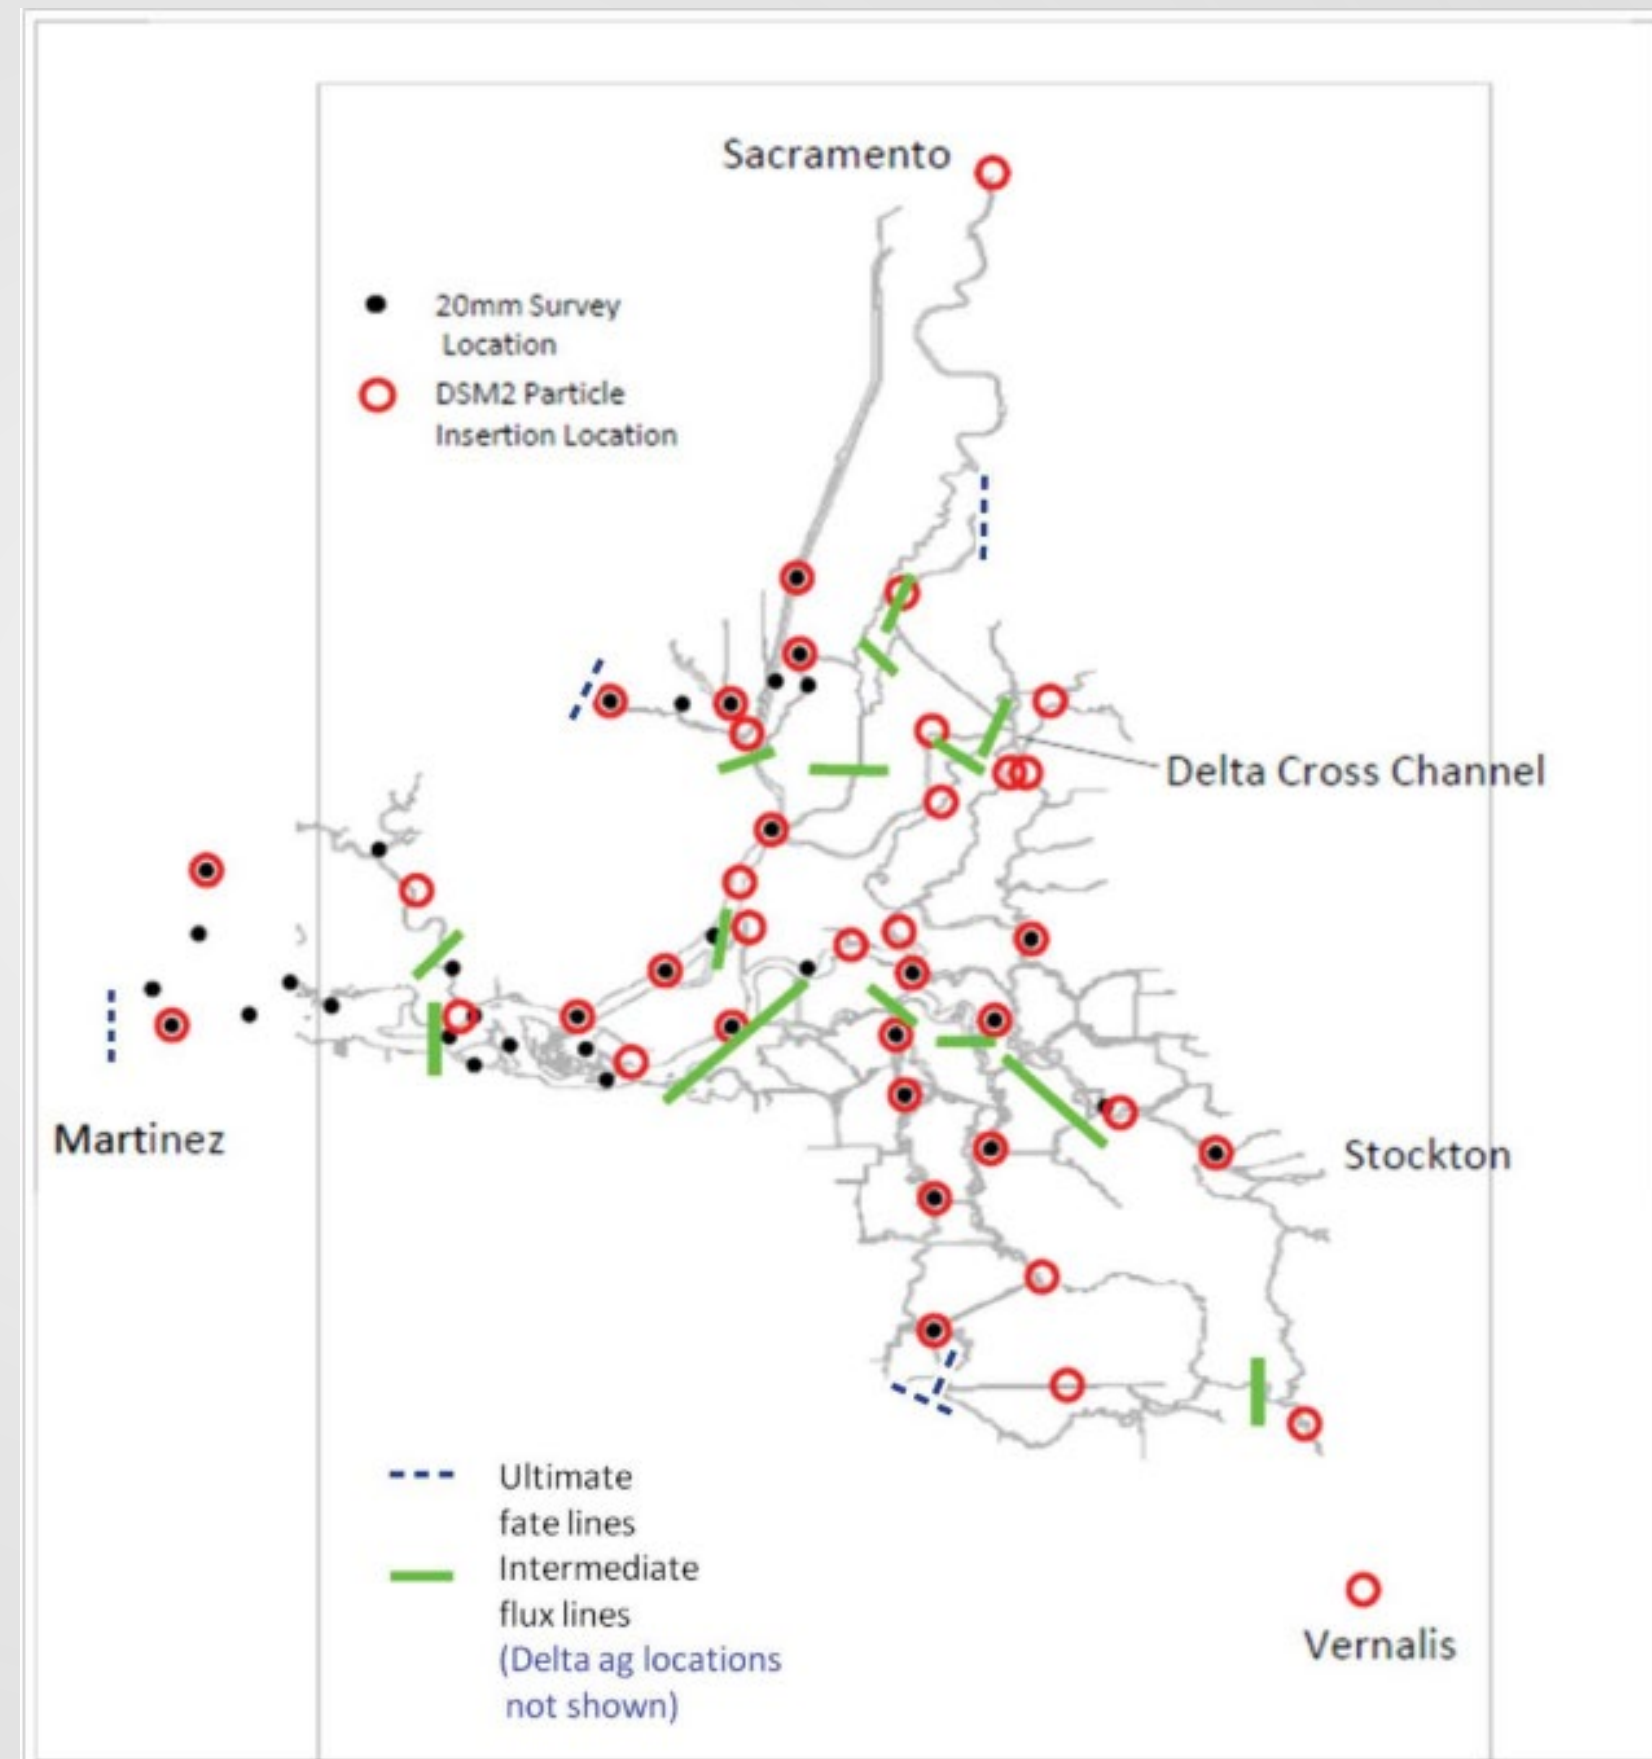 Sacramento
20mm Survey
Location
DSM2 Particle
Insertion Location
Delta Cross Channel
Martinez
Stockton
Ultimate
fate lines
Intermediate
flux lines
(Delta ag locations
not shown)
Vernalis